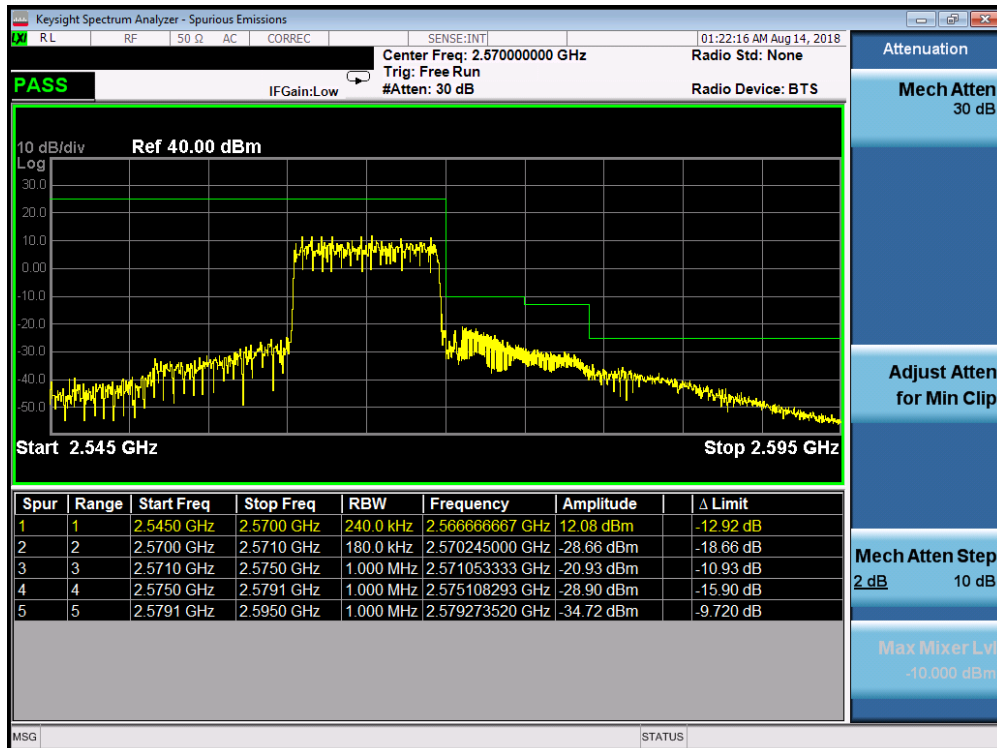 Keysight Spectrum Analyzer - Spurious Emissions
LXI RL RF 50 Ω AC CORREC SENSE:INT 01:22:16 AM Aug 14, 2018
Center Freq: 2.570000000 GHz Radio Std: None
Trig: Free Run
PASS IFGain:Low #Atten: 30 dB Radio Device: BTS
10 dB/div Ref 40.00 dBm
Log
30.0
20.0
10.0
0.00
-10.0
-20.0
-30.0
-40.0
-50.0
Start 2.545 GHz Stop 2.595 GHz
Spur Range Start Freq Stop Freq RBW Frequency Amplitude Δ Limit
1 1 2.5450 GHz 2.5700 GHz 240.0 kHz 2.566666667 GHz 12.08 dBm -12.92 dB
2 2 2.5700 GHz 2.5710 GHz 180.0 kHz 2.570245000 GHz -28.66 dBm -18.66 dB
3 3 2.5710 GHz 2.5750 GHz 1.000 MHz 2.571053333 GHz -20.93 dBm -10.93 dB
4 4 2.5750 GHz 2.5791 GHz 1.000 MHz 2.575108293 GHz -28.90 dBm -15.90 dB
5 5 2.5791 GHz 2.5950 GHz 1.000 MHz 2.579273520 GHz -34.72 dBm -9.720 dB
MSG STATUS
Attenuation
Mech Atten
30 dB
Adjust Atten
for Min Clip
Mech Atten Step
2 dB 10 dB
Max Mixer Lvl
-10.000 dBm